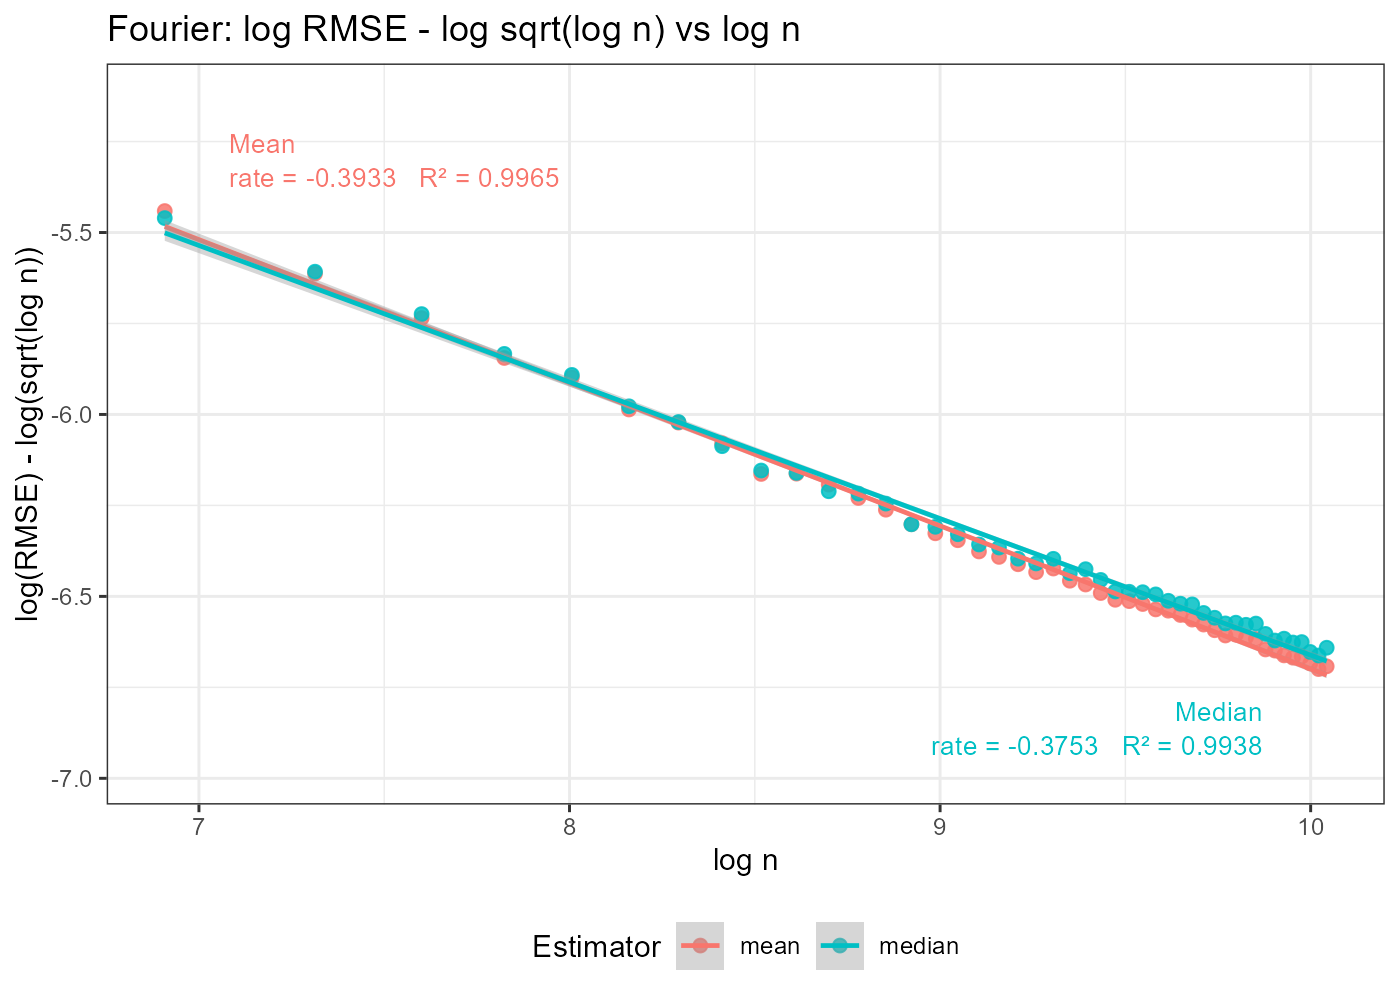 Fourier: log RMSE - log sqrt(log n) vs log n
Mean
rate = -0.3933   R² = 0.9965
-5.5
-6.0
-6.5
-7.0
log(RMSE) - log(sqrt(log n))
Median
rate = -0.3753   R² = 0.9938
7 8 9 10
log n
Estimator mean median